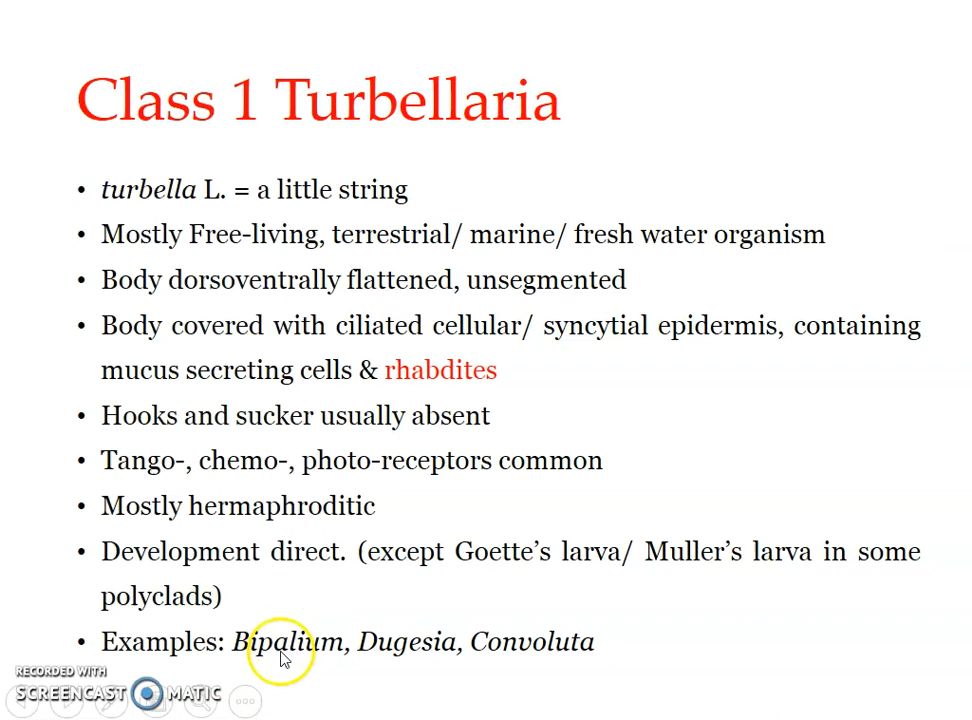 Class 1 Turbellaria
• turbella L. = a little string
• Mostly Free-living, terrestrial/ marine/ fresh water organism
• Body dorsoventrally flattened, unsegmented
• Body covered with ciliated cellular/ syncytial epidermis, containing
mucus secreting cells & rhabdites
• Hooks and sucker usually absent
• Tango-, chemo-, photo-receptors common
• Mostly hermaphroditic
• Development direct. (except Goette’s larva/ Muller’s larva in some
polyclads)
• Examples: Bipalium, Dugesia, Convoluta
RECORDED WITH
SCREENCAST MATIC